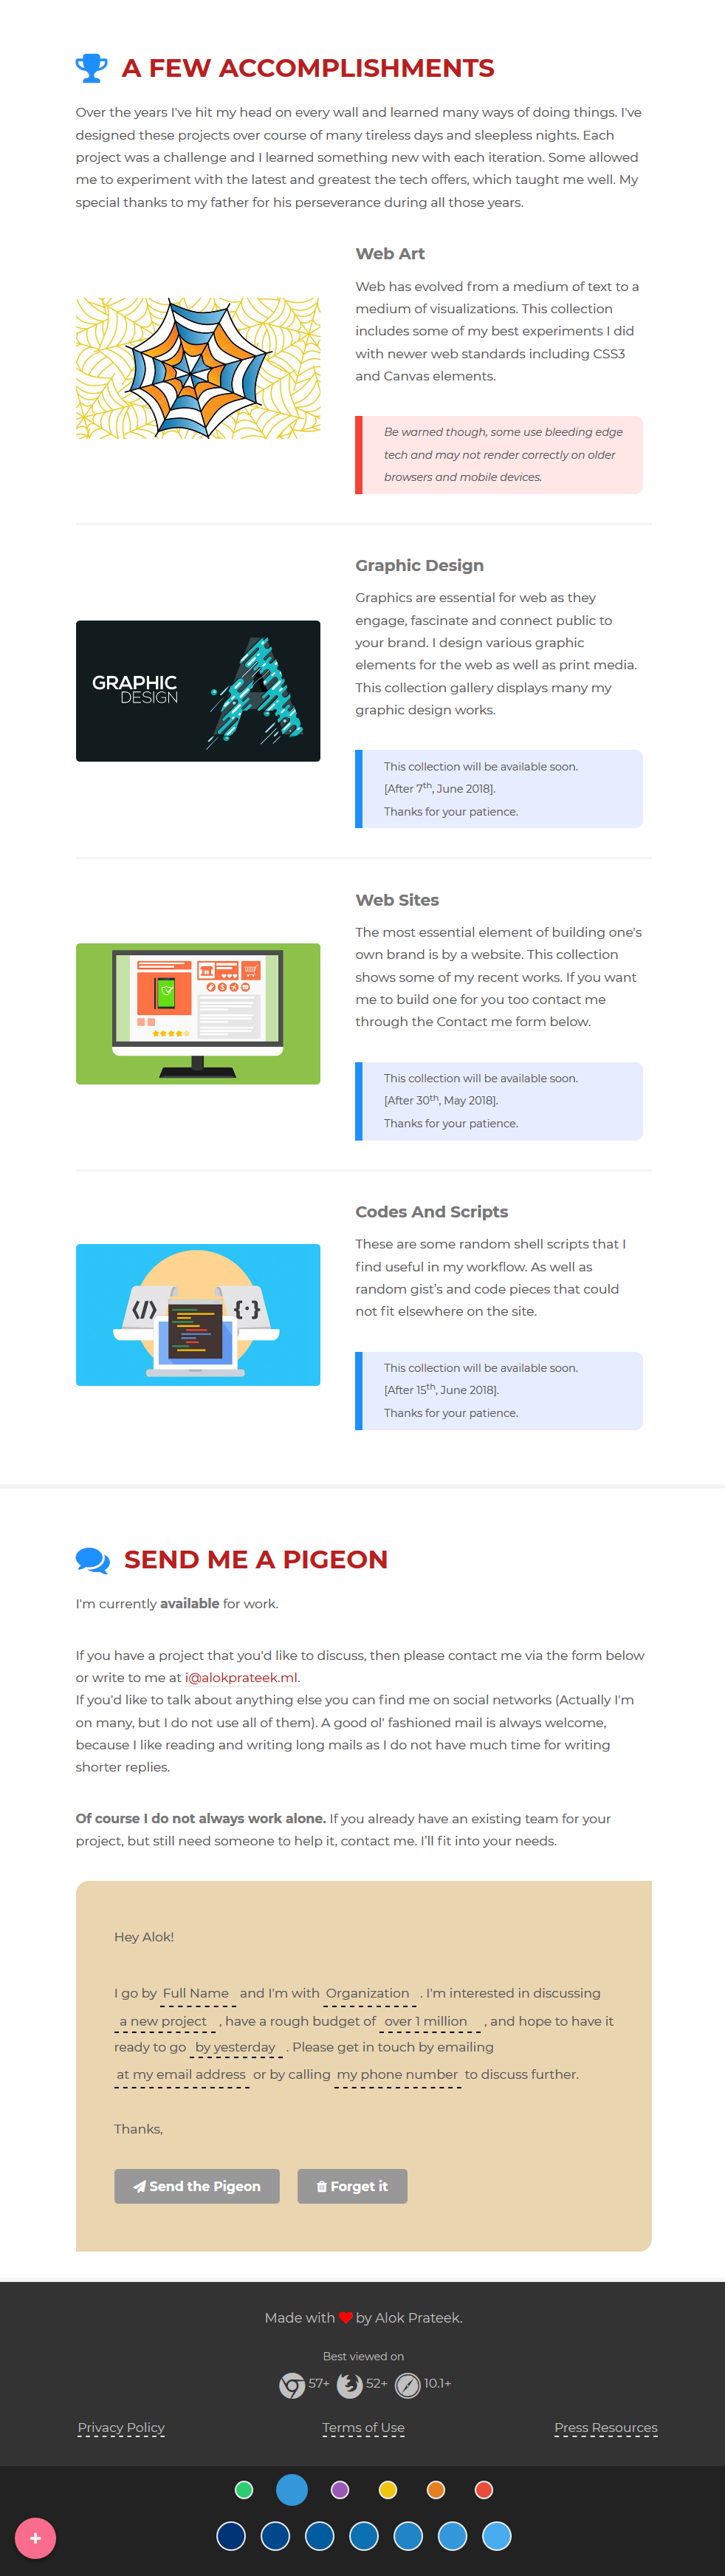 A FEW ACCOMPLISHMENTS
Over the years I've hit my head on every wall and learned many ways of doing things. I've
designed these projects over course of many tireless days and sleepless nights. Each
project was a challenge and I learned something new with each iteration. Some allowed
me to experiment with the latest and greatest the tech offers, which taught me well. My
special thanks to my father for his perseverance during all those years.
Web Art
Web has evolved from a medium of text to a
medium of visualizations. This collection
includes some of my best experiments I did
with newer web standards including CSS3
and Canvas elements.
Be warned though, some use bleeding edge
tech and may not render correctly on older
browsers and mobile devices.
GRAPHIC
DESIGN
Graphic Design
Graphics are essential for web as they
engage, fascinate and connect public to
your brand. I design various graphic
elements for the web as well as print media.
This collection gallery displays many my
graphic design works.
This collection will be available soon.
[After 7th, June 2018].
Thanks for your patience.
Web Sites
The most essential element of building one's
own brand is by a website. This collection
shows some of my recent works. If you want
me to build one for you too contact me
through the Contact me form below.
This collection will be available soon.
[After 30th, May 2018].
Thanks for your patience.
</>
{·}
Codes And Scripts
These are some random shell scripts that I
find useful in my workflow. As well as
random gist's and code pieces that could
not fit elsewhere on the site.
This collection will be available soon.
[After 15th, June 2018].
Thanks for your patience.
SEND ME A PIGEON
I'm currently available for work.
If you have a project that you'd like to discuss, then please contact me via the form below
or write to me at i@alokprateek.ml.
If you'd like to talk about anything else you can find me on social networks (Actually I'm
on many, but I do not use all of them). A good ol' fashioned mail is always welcome,
because I like reading and writing long mails as I do not have much time for writing
shorter replies.
Of course I do not always work alone. If you already have an existing team for your
project, but still need someone to help it, contact me. I'll fit into your needs.
Hey Alok!
I go by Full Name and I'm with Organization . I'm interested in discussing
a new project , have a rough budget of over 1 million , and hope to have it
ready to go by yesterday . Please get in touch by emailing
at my email address or by calling my phone number to discuss further.
Thanks,
Send the Pigeon Forget it
Made with ❤ by Alok Prateek.
Best viewed on
57+ 52+ 10.1+
Privacy Policy Terms of Use Press Resources
+